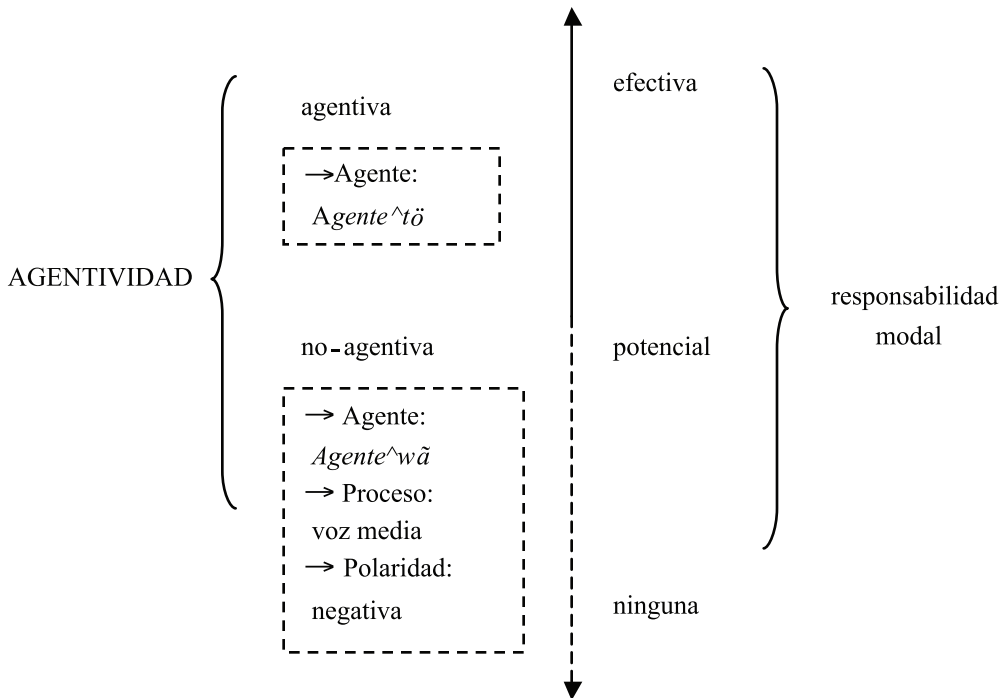 AGENTIVIDAD
agentiva
→Agente:
Agente^tö
no-agentiva
→ Agente:
Agente^wã
→ Proceso:
voz media
→ Polaridad:
negativa
efectiva
potencial
ninguna
responsabilidad
modal